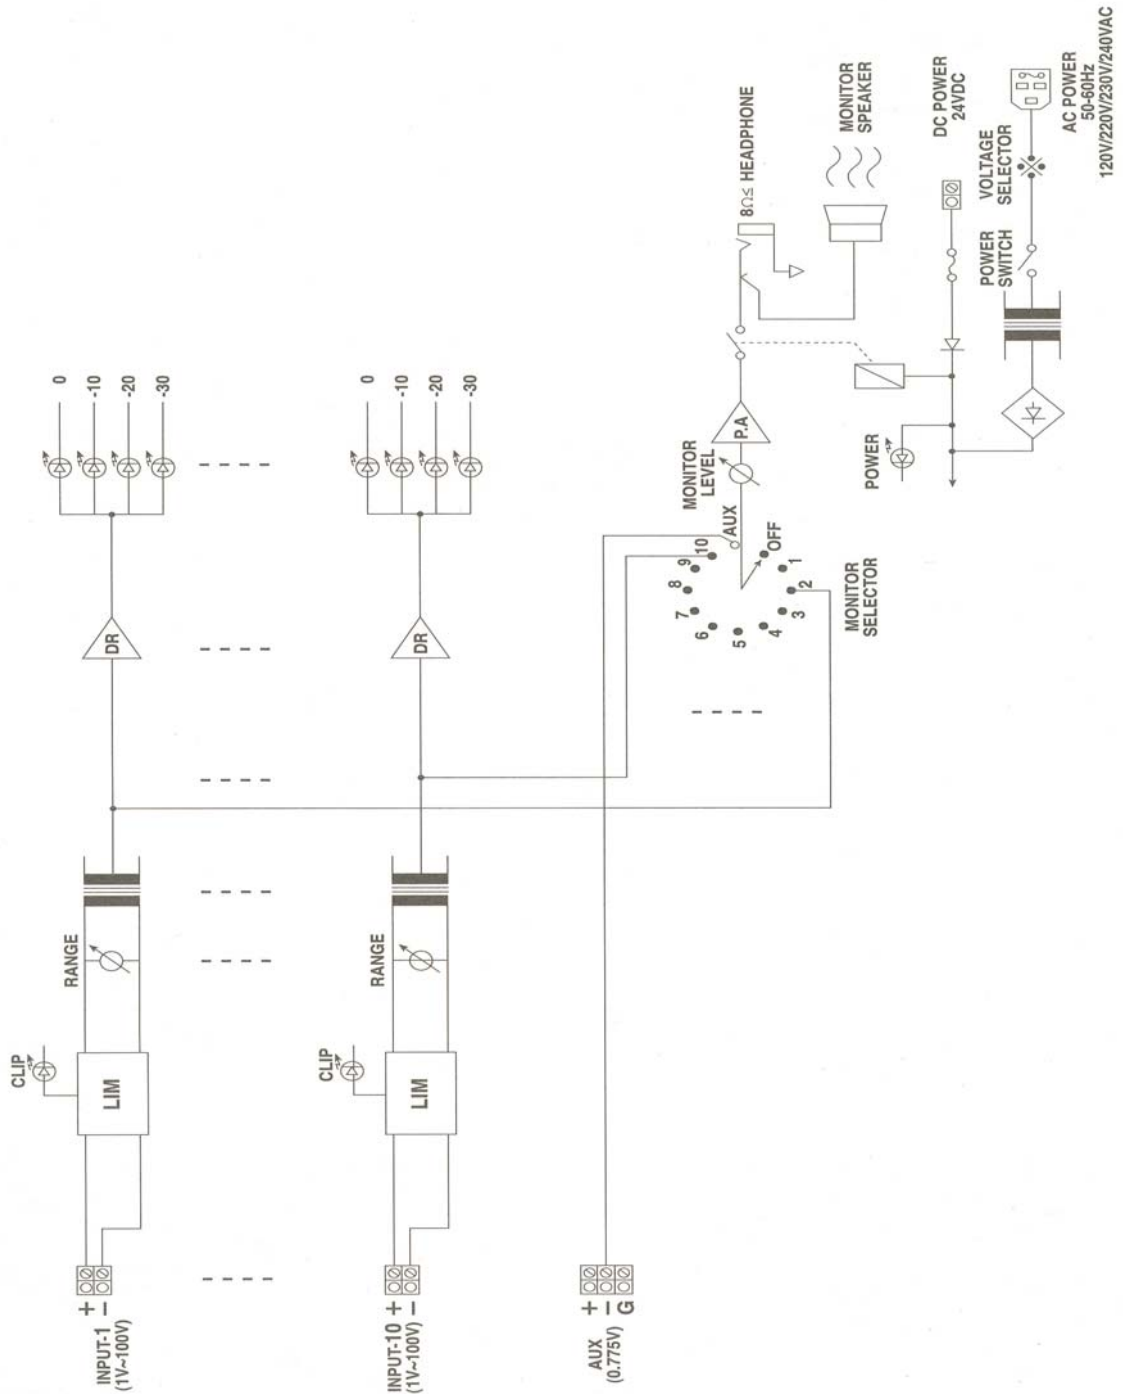 CLIP
INPUT-1
(1V~100V)
+
−
LIM
RANGE
DR
0
-10
-20
-30
CLIP
INPUT-10
(1V~100V)
+
−
LIM
RANGE
DR
0
-10
-20
-30
AUX
(0.775V)
+
−
G
MONITOR
LEVEL
AUX
10
9
8
7
6
5
4
3
2
1
OFF
MONITOR
SELECTOR
P.A
8Ω≤ HEADPHONE
MONITOR
SPEAKER
POWER
DC POWER
24VDC
POWER
SWITCH
VOLTAGE
SELECTOR
AC POWER
50-60Hz
120V/220V/230V/240VAC